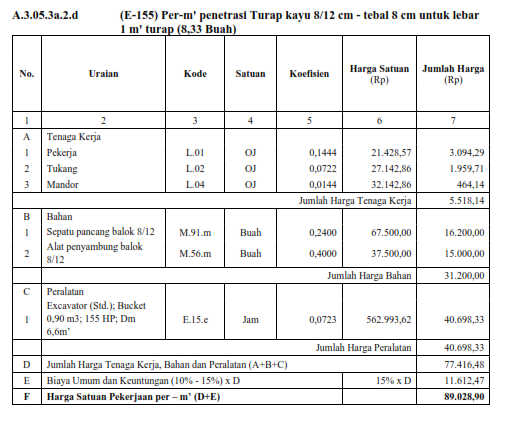 A.3.05.3a.2.d (E-155) Per-m' penetrasi Turap kayu 8/12 cm - tebal 8 cm untuk lebar
1 m' turap (8,33 Buah)
No. Uraian Kode Satuan Koefisien Harga Satuan (Rp) Jumlah Harga (Rp)
1 2 3 4 5 6 7
A Tenaga Kerja
1 Pekerja L.01 OJ 0,1444 21.428,57 3.094,29
2 Tukang L.02 OJ 0,0722 27.142,86 1.959,71
3 Mandor L.04 OJ 0,0144 32.142,86 464,14
Jumlah Harga Tenaga Kerja 5.518,14
B Bahan
1 Sepatu pancang balok 8/12 M.91.m Buah 0,2400 67.500,00 16.200,00
2 Alat penyambung balok 8/12 M.56.m Buah 0,4000 37.500,00 15.000,00
Jumlah Harga Bahan 31.200,00
C Peralatan
1 Excavator (Std.); Bucket 0,90 m3; 155 HP; Dm 6,6m' E.15.e Jam 0,0723 562.993,62 40.698,33
Jumlah Harga Peralatan 40.698,33
D Jumlah Harga Tenaga Kerja, Bahan dan Peralatan (A+B+C) 77.416,48
E Biaya Umum dan Keuntungan (10% - 15%) x D 15% x D 11.612,47
F Harga Satuan Pekerjaan per – m' (D+E) 89.028,90